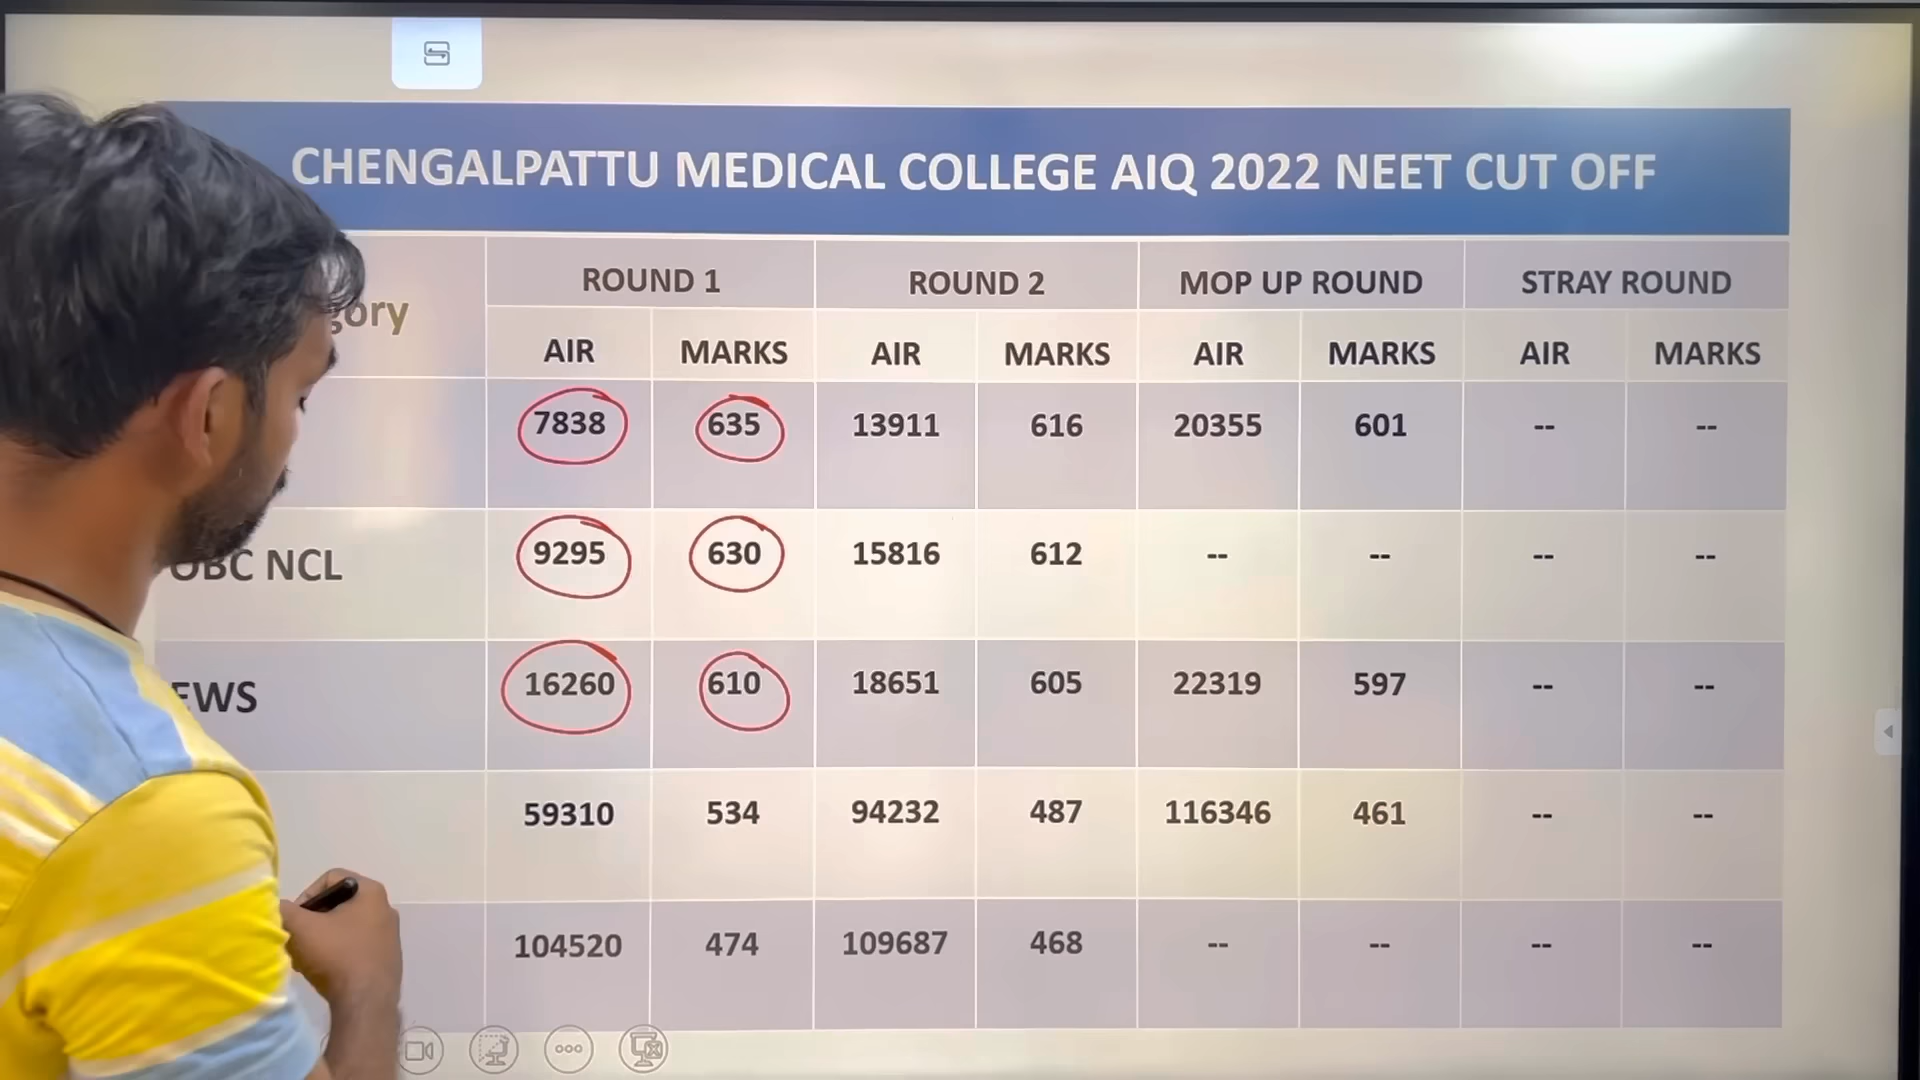 CHENGALPATTU MEDICAL COLLEGE AIQ 2022 NEET CUT OFF
ROUND 1 ROUND 2 MOP UP ROUND STRAY ROUND
gory
AIR MARKS AIR MARKS AIR MARKS AIR MARKS
7838 635 13911 616 20355 601 -- --
OBC NCL 9295 630 15816 612 -- -- -- --
EWS 16260 610 18651 605 22319 597 -- --
59310 534 94232 487 116346 461 -- --
104520 474 109687 468 -- -- -- --